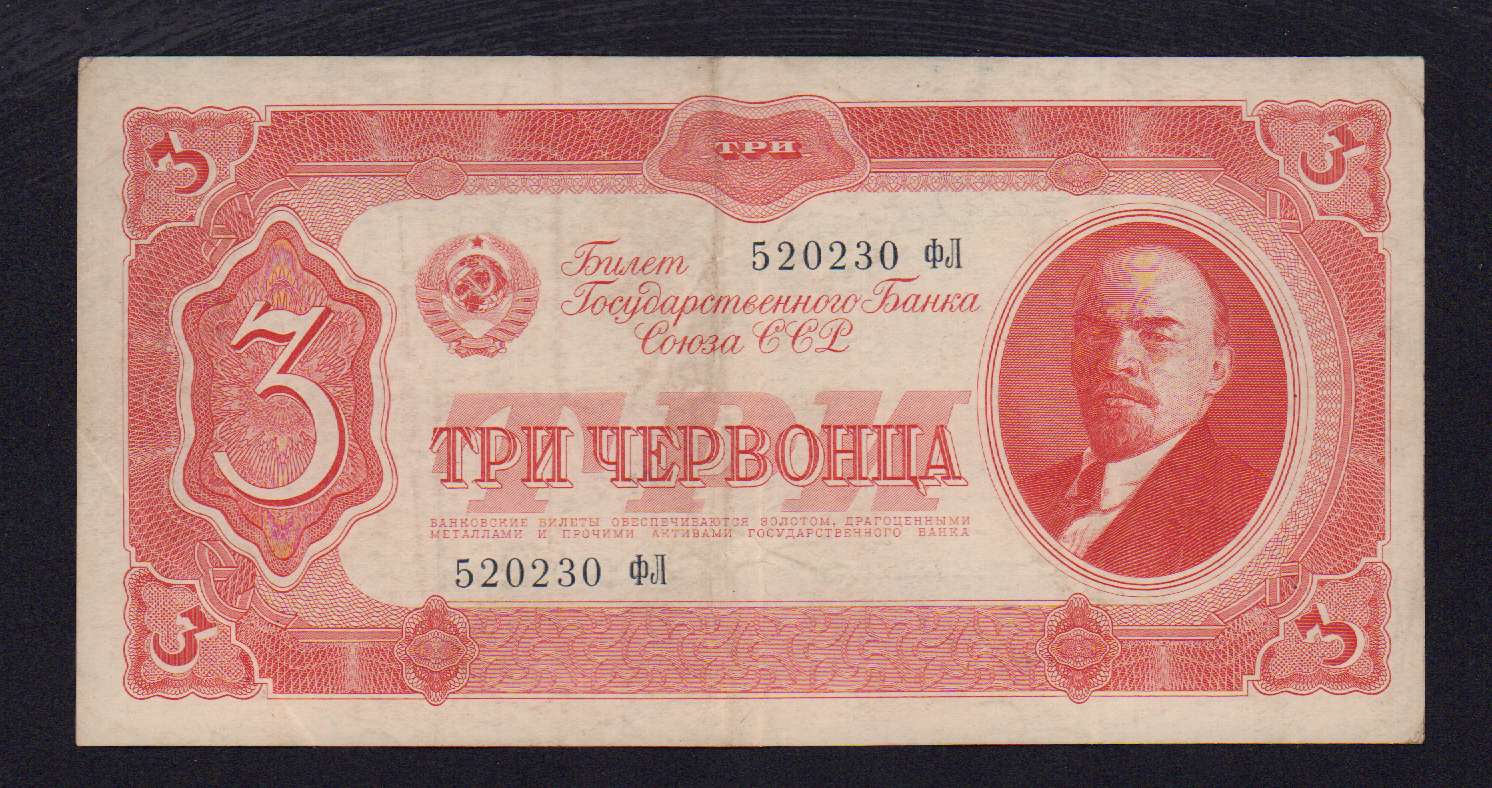 3
ТРИ
3
520230 фЛ
Билет
Государственного Банка
Союза ССР
3
ТРИ
ТРИ ЧЕРВОНЦА
БАНКОВСКИЕ БИЛЕТЫ ОБЕСПЕЧИВАЮТСЯ ЗОЛОТОМ, ДРАГОЦЕННЫМИ
МЕТАЛЛАМИ И ПРОЧИМИ АКТИВАМИ ГОСУДАРСТВЕННОГО БАНКА
520230 фЛ
3
3